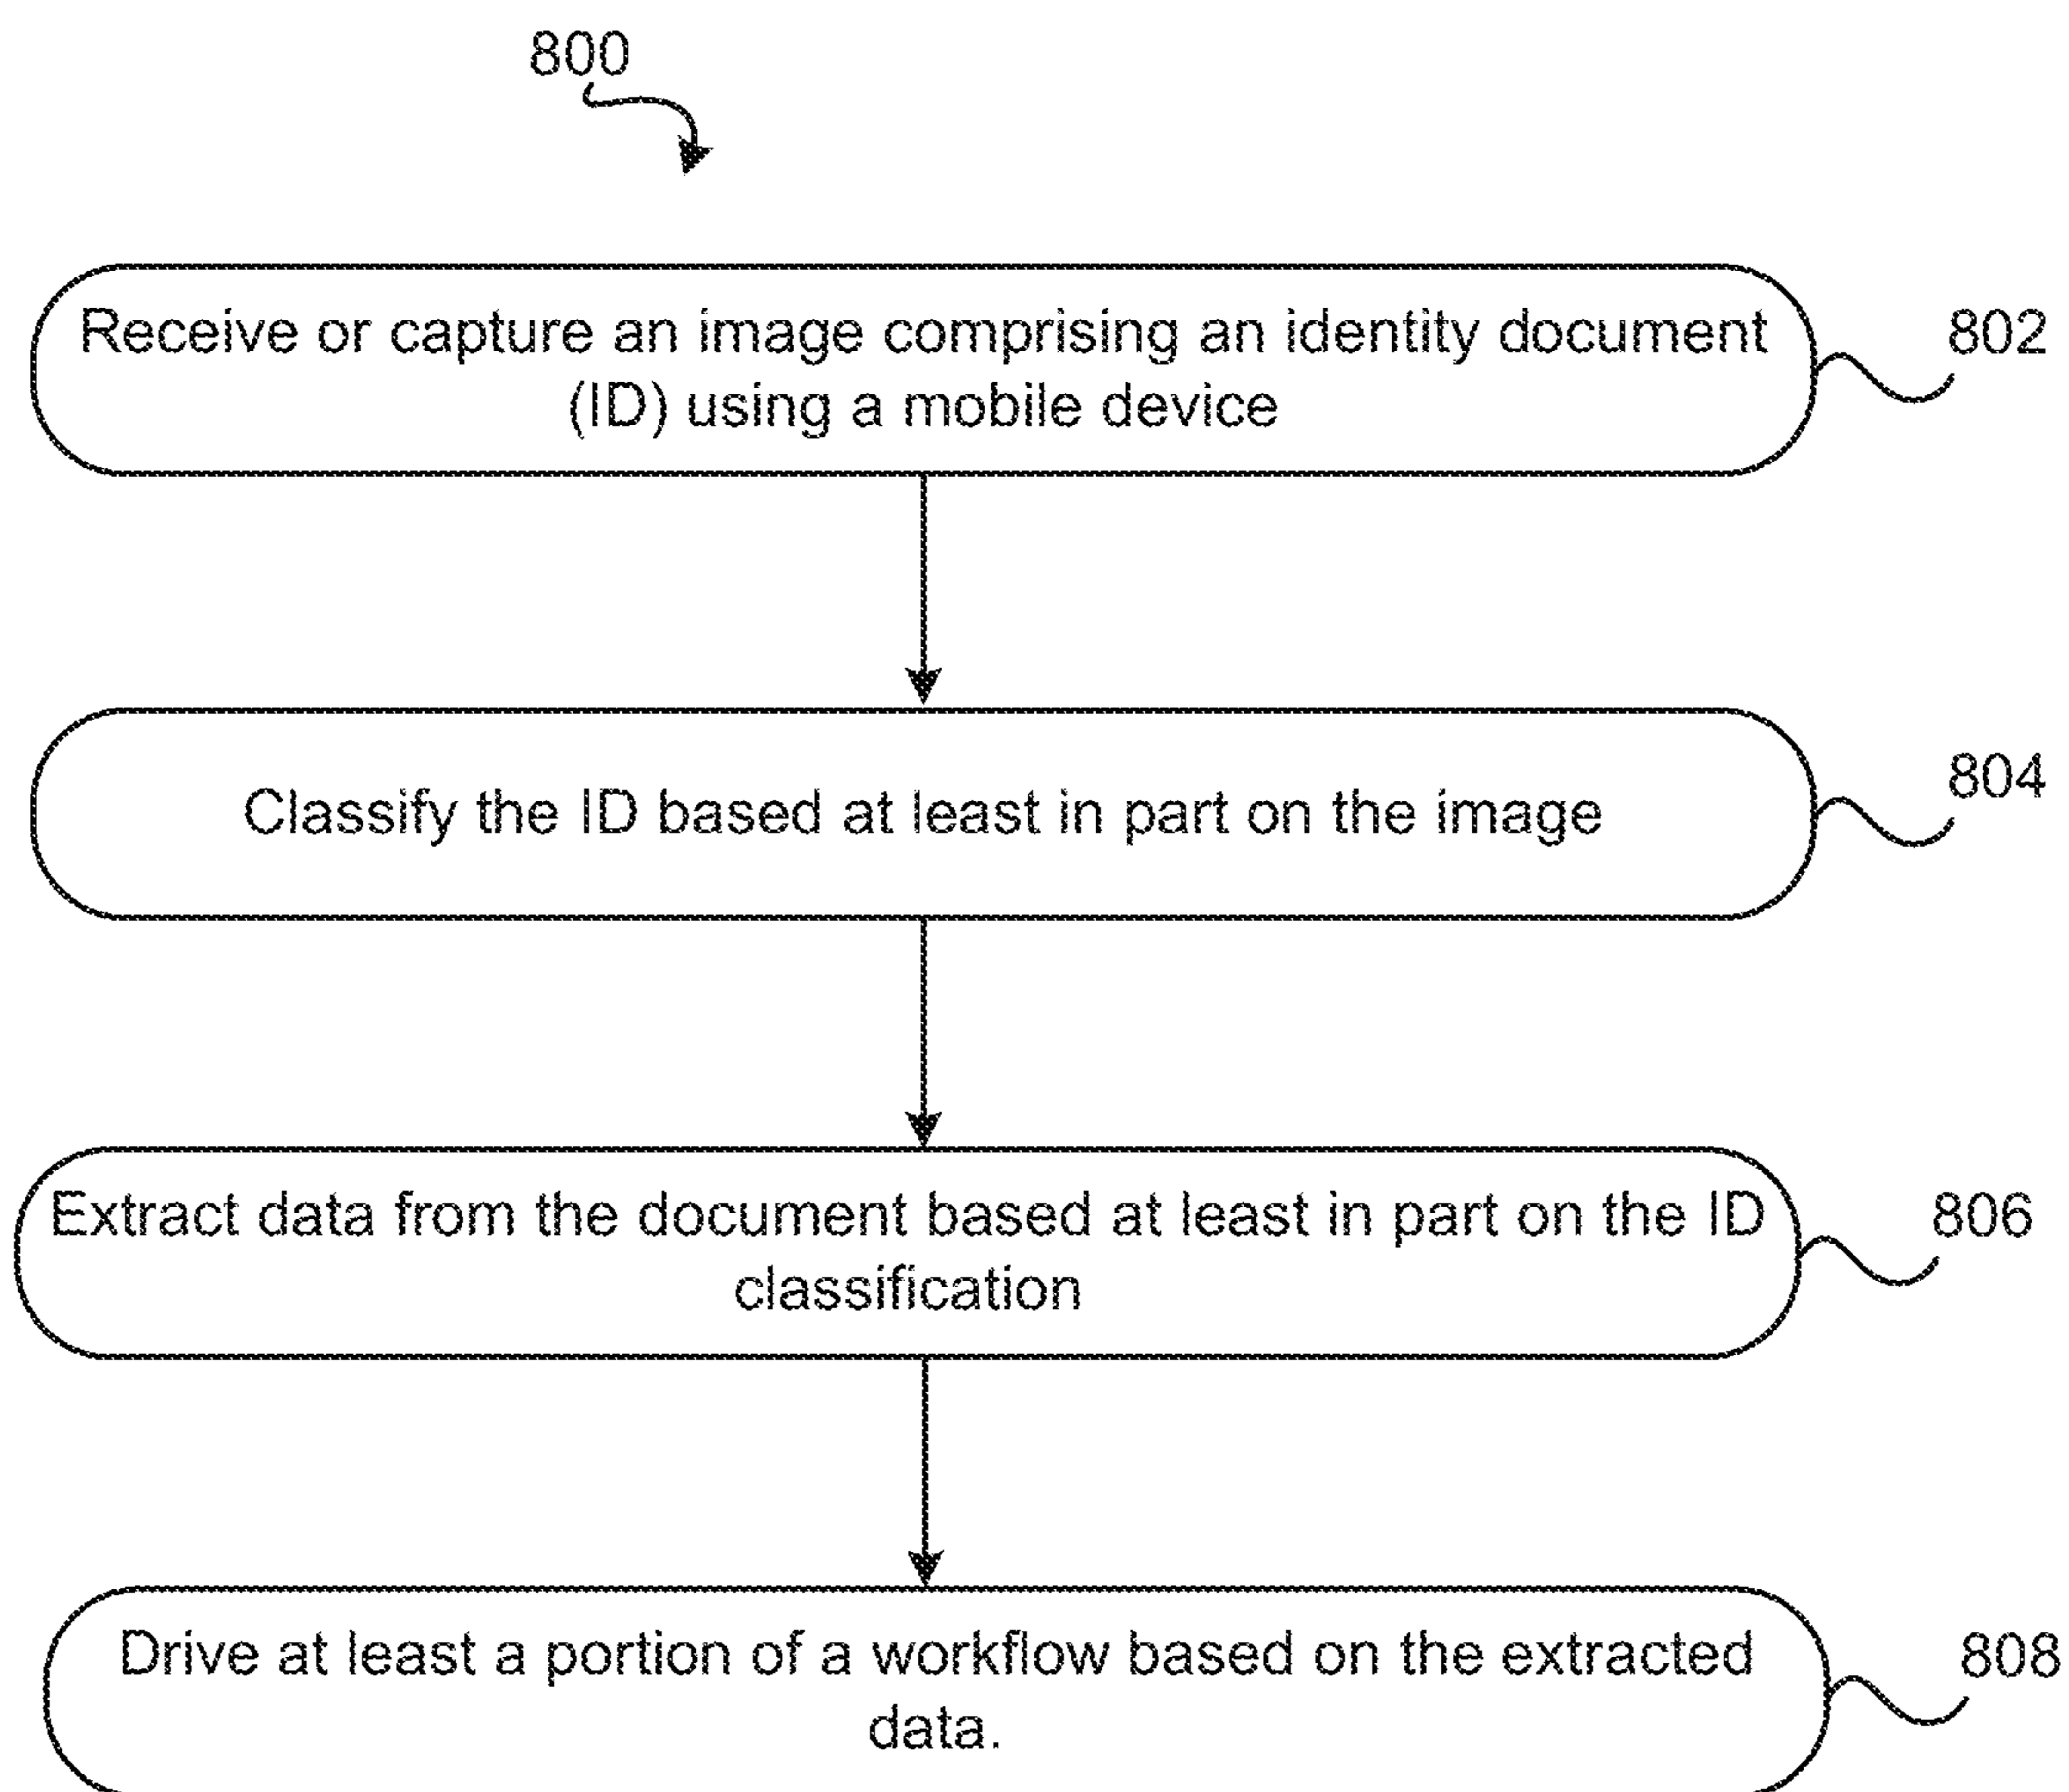 800
Receive or capture an image comprising an identity document
(ID) using a mobile device
802
Classify the ID based at least in part on the image
804
Extract data from the document based at least in part on the ID
classification
806
Drive at least a portion of a workflow based on the extracted
data.
808